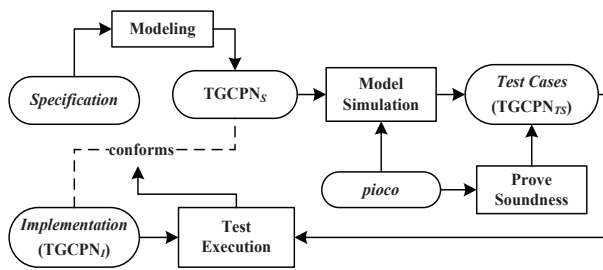 Modeling
Specification
TGCPNS
Model
Simulation
Test Cases
(TGCPNTS)
conforms
pioco
Prove
Soundness
Implementation
(TGCPNI)
Test
Execution